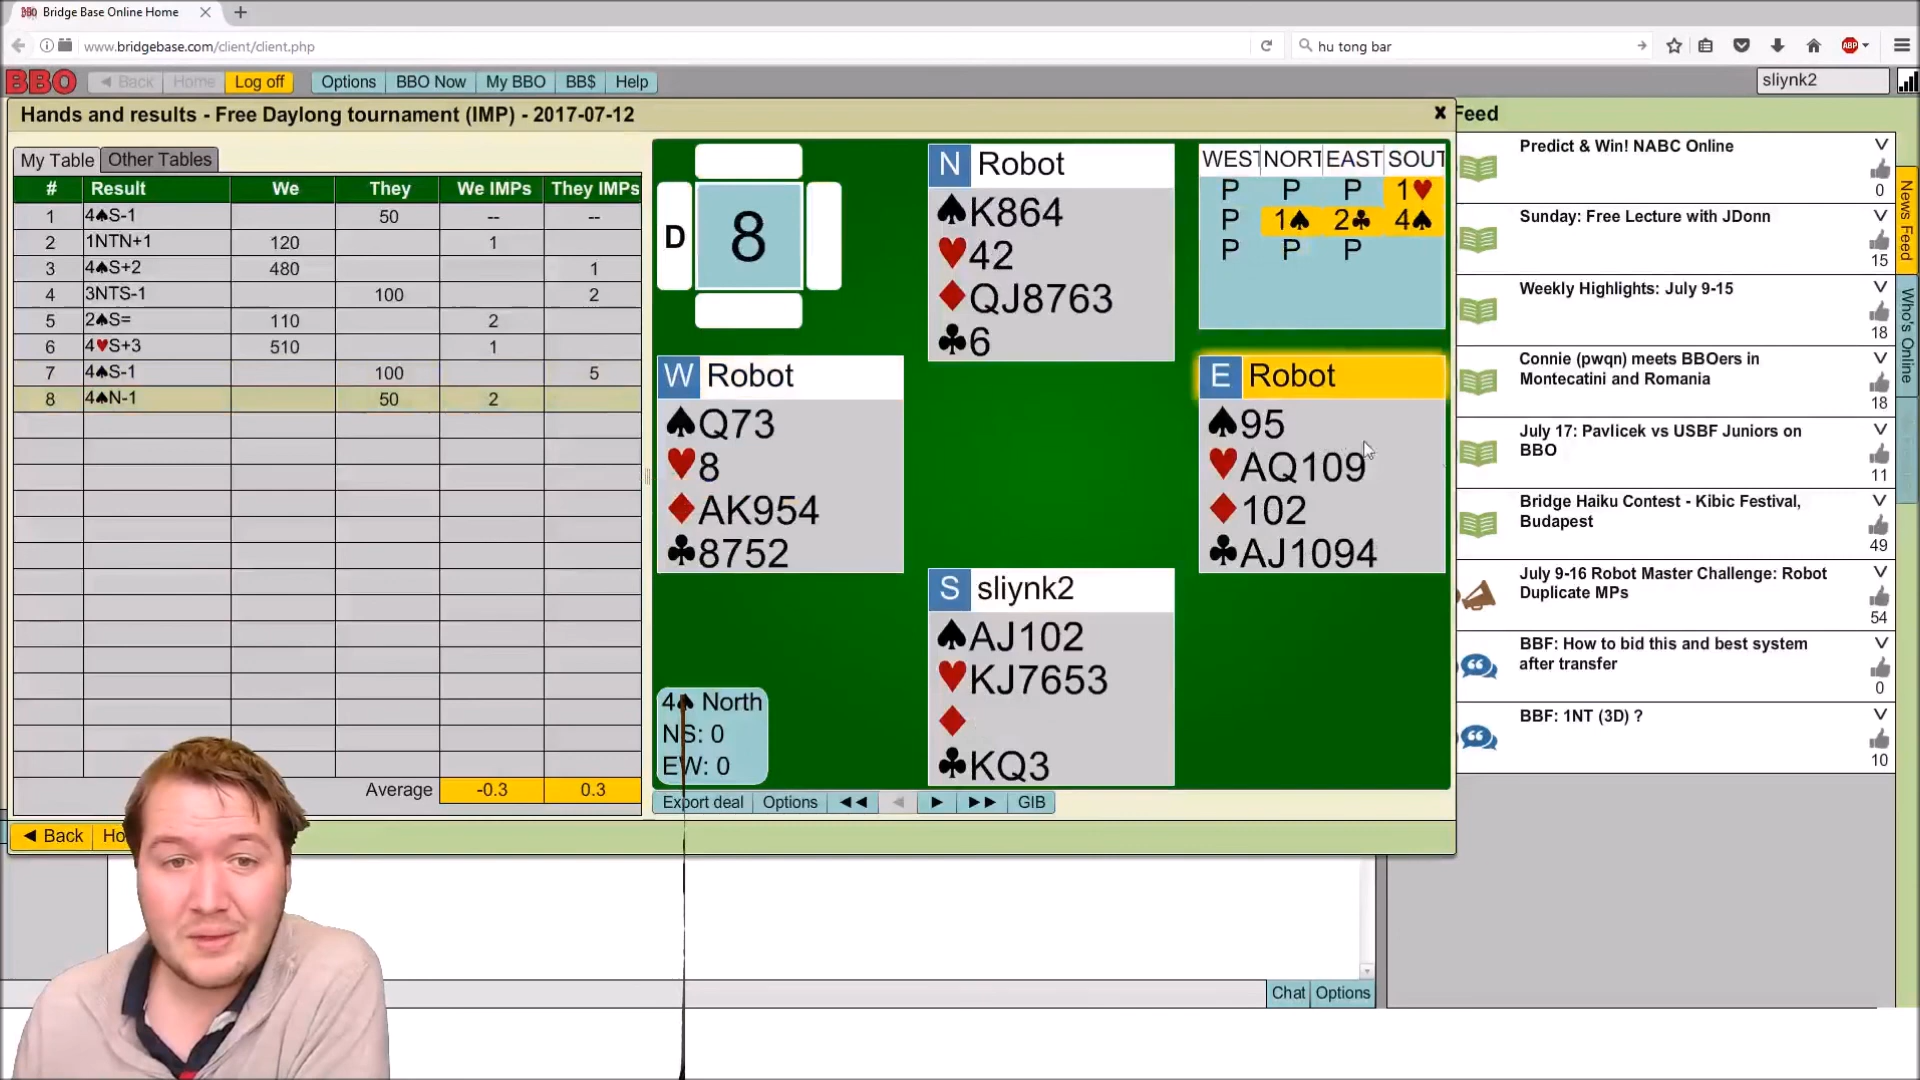 Bridge Base Online Home
www.bridgebase.com/client/client.php
hu tong bar
ABP
BBO Back Home Log off Options BBO Now My BBO BB$ Help sliynk2
Hands and results - Free Daylong tournament (IMP) - 2017-07-12 x
My Table Other Tables
# Result We They We IMPs They IMPs
1 4♠S-1 50 -- --
2 1NTN+1 120 1
3 4♠S+2 480 1
4 3NTS-1 100 2
5 2♠S= 110 2
6 4♥S+3 510 1
7 4♠S-1 100 5
8 4♠N-1 50 2
Average -0.3 0.3
D 8
N Robot
♠K864
♥42
♦QJ8763
♣6
WEST NORT EAST SOUT
P P P 1♥
P 1♠ 2♣ 4♠
P P P
W Robot
♠Q73
♥8
♦AK954
♣8752
E Robot
♠95
♥AQ109
♦102
♣AJ1094
S sliynk2
♠AJ102
♥KJ7653
♦
♣KQ3
4♠ North
NS: 0
EW: 0
Export deal Options GIB
Back Ho
Feed
Predict & Win! NABC Online
0
Sunday: Free Lecture with JDonn
15
Weekly Highlights: July 9-15
18
Connie (pwqn) meets BBOers in
Montecatini and Romania
18
July 17: Pavlicek vs USBF Juniors on
BBO
11
Bridge Haiku Contest - Kibic Festival,
Budapest
49
July 9-16 Robot Master Challenge: Robot
Duplicate MPs
54
BBF: How to bid this and best system
after transfer
0
BBF: 1NT (3D) ?
10
News Feed
Who's Online
Chat Options